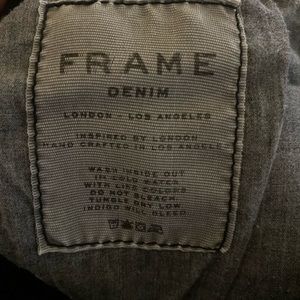 FRAME
DENIM
LONDON - LOS ANGELES
INSPIRED BY LONDON
HAND CRAFTED IN LOS ANGELES
WASH INSIDE OUT
IN COLD WATER
WITH LIKE COLORS
DO NOT BLEACH
TUMBLE DRY LOW
INDIGO WILL BLEED